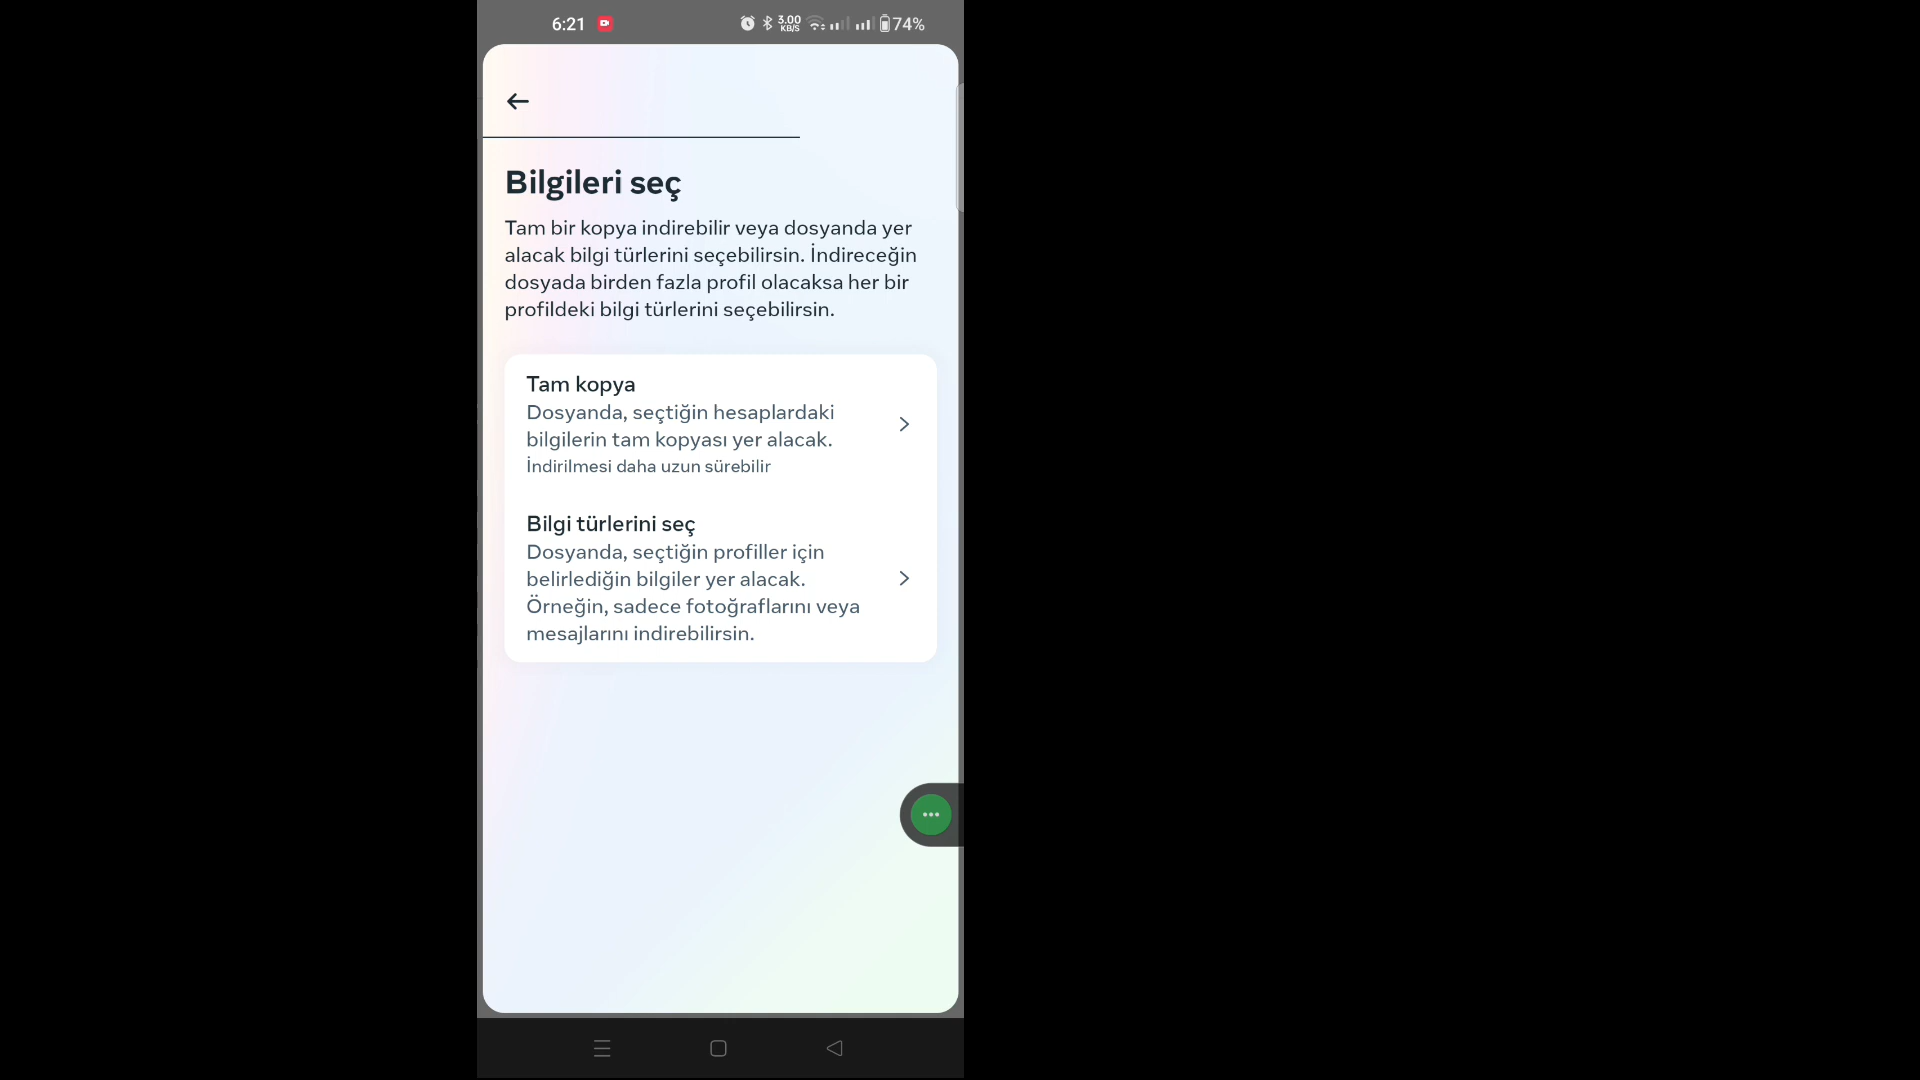 6:21
3.00
KB/S
74%
Bilgileri seç
Tam bir kopya indirebilir veya dosyanda yer
alacak bilgi türlerini seçebilirsin. İndireceğin
dosyada birden fazla profil olacaksa her bir
profildeki bilgi türlerini seçebilirsin.
Tam kopya
Dosyanda, seçtiğin hesaplardaki
bilgilerin tam kopyası yer alacak.
İndirilmesi daha uzun sürebilir
Bilgi türlerini seç
Dosyanda, seçtiğin profiller için
belirlediğin bilgiler yer alacak.
Örneğin, sadece fotoğraflarını veya
mesajlarını indirebilirsin.